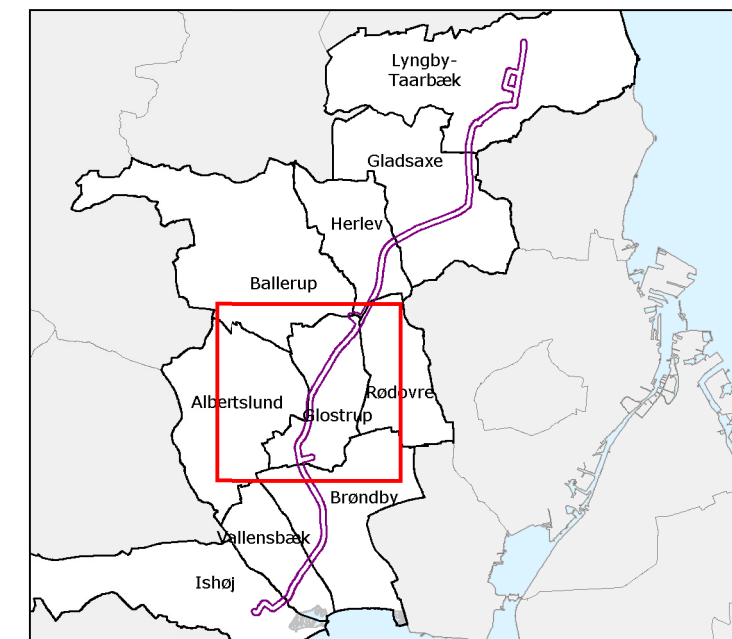 Lyngby-
Taarbæk
Gladsaxe
Herlev
Ballerup
Albertslund
Rødovre
Glostrup
Brøndby
Vallensbæk
Ishøj